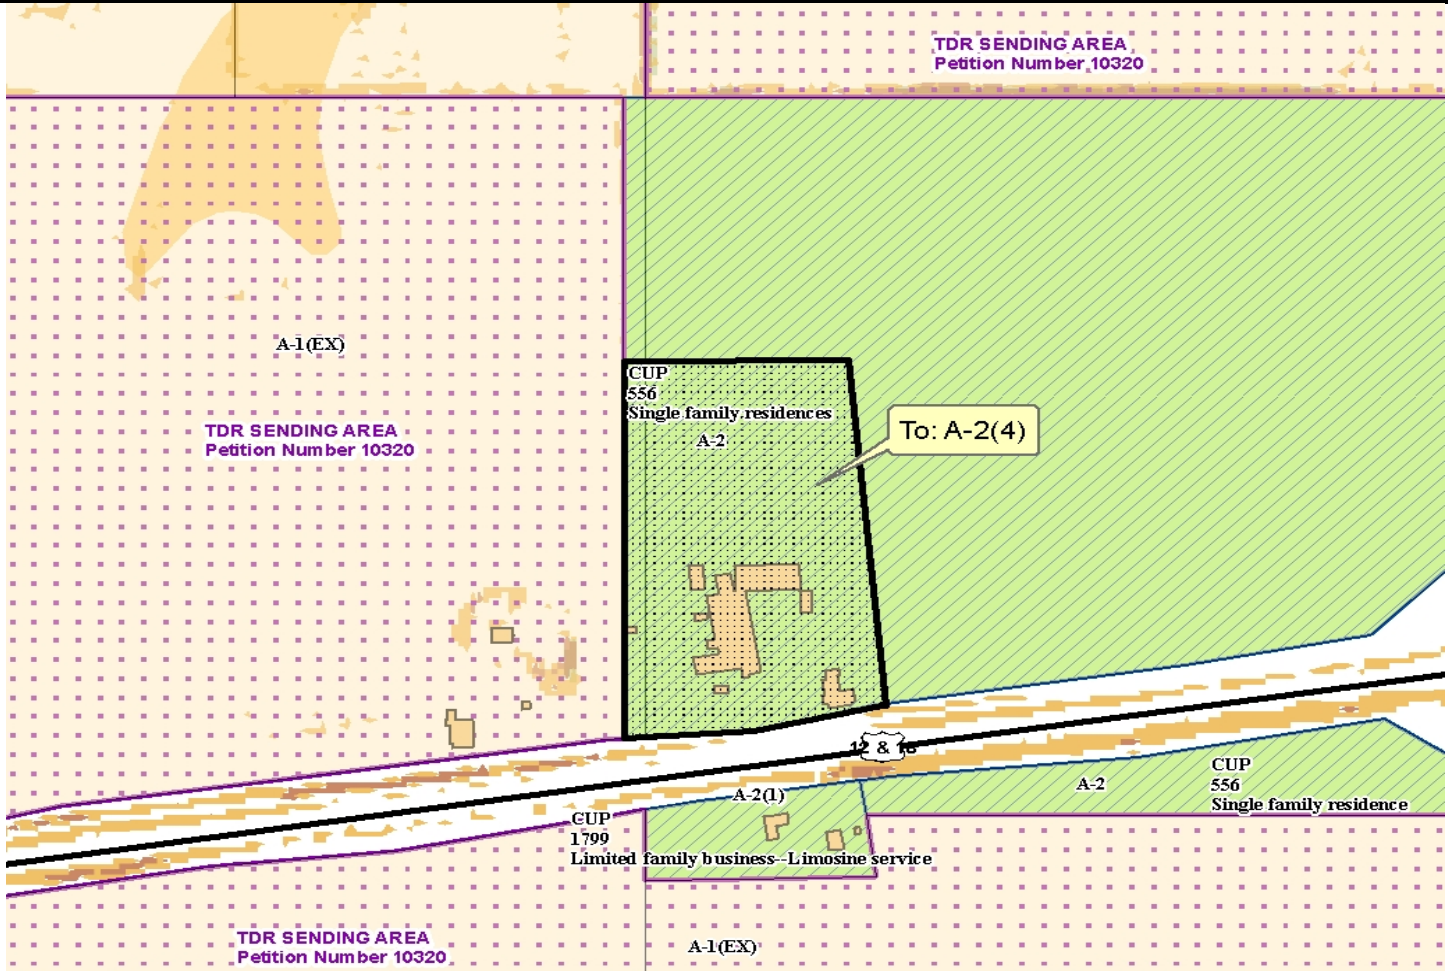 TDR SENDING AREA
Petition Number 10320
A-1(EX)
CUP
556
Single family residences
A-2
To: A-2(4)
TDR SENDING AREA
Petition Number 10320
12 & 18
A-2(1)
CUP
1799
Limited family business--Limosine service
A-2
CUP
556
Single family residence
TDR SENDING AREA
Petition Number 10320
A-1(EX)